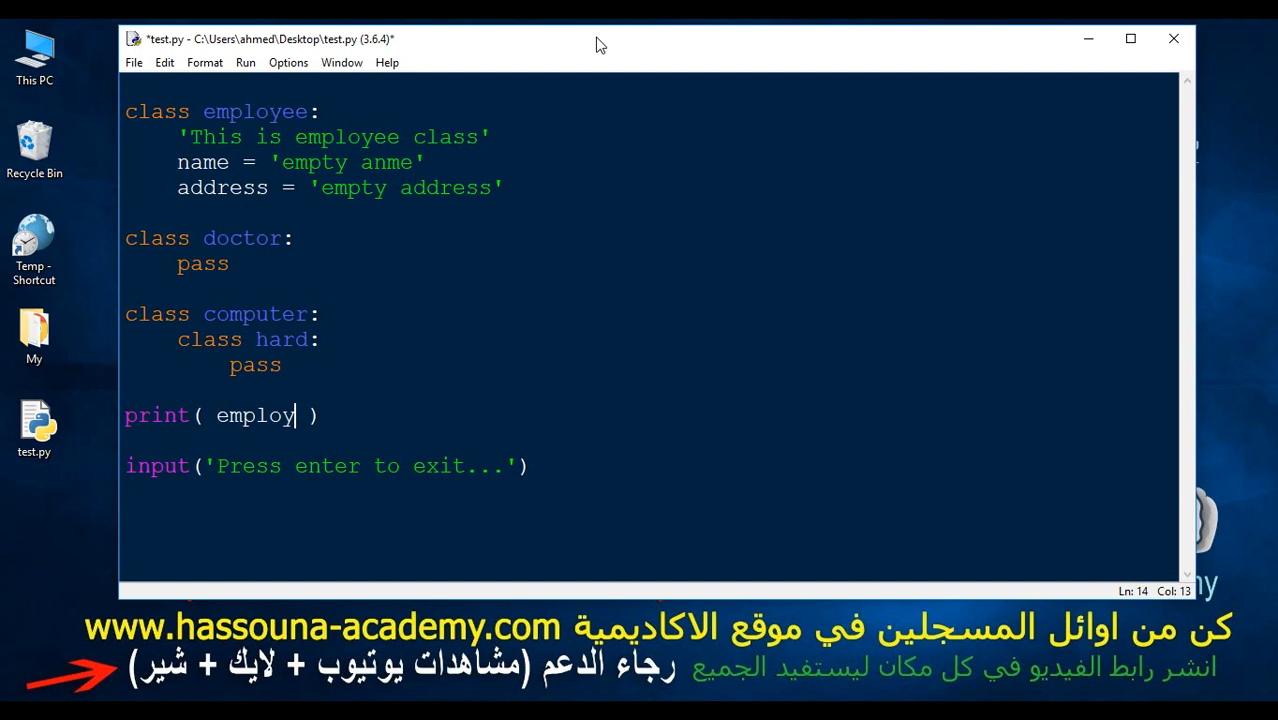 *test.py - C:\Users\ahmed\Desktop\test.py (3.6.4)*
File Edit Format Run Options Window Help
This PC
Recycle Bin
Temp -
Shortcut
My
test.py
class employee:
    'This is employee class'
    name = 'empty anme'
    address = 'empty address'
class doctor:
    pass
class computer:
    class hard:
        pass
print( employ )
input('Press enter to exit...')
Ln: 14 Col: 13
كن من اوائل المسجلين في موقع الاكاديمية www.hassouna-academy.com
انشر رابط الفيديو في كل مكان ليستفيد الجميع
رجاء الدعم (مشاهدات يوتيوب + لايك + شير)